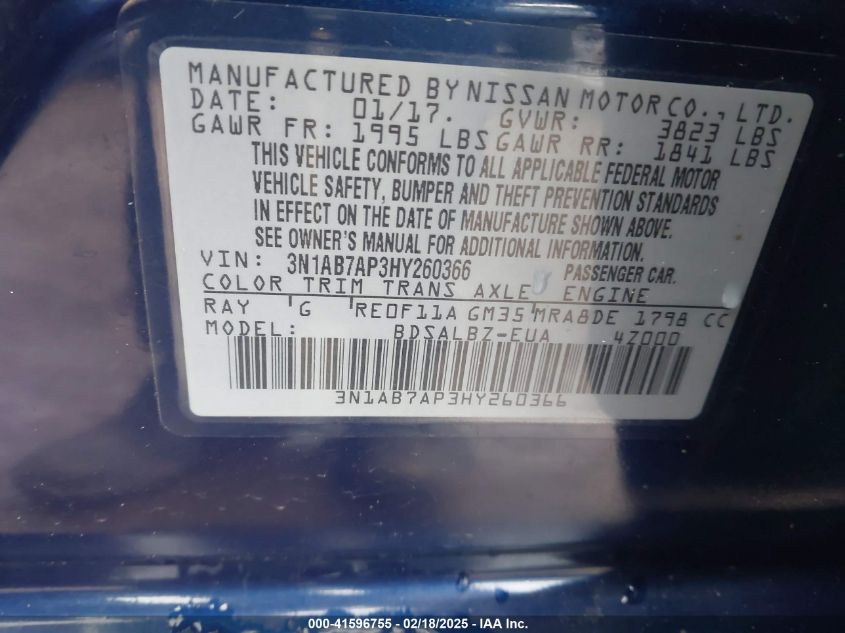 MANUFACTURED BY NISSAN MOTOR CO., LTD.
DATE: 01/17. GVWR: 3823 LBS
GAWR FR: 1995 LBS GAWR RR: 1841 LBS
THIS VEHICLE CONFORMS TO ALL APPLICABLE FEDERAL MOTOR
VEHICLE SAFETY, BUMPER AND THEFT PREVENTION STANDARDS
IN EFFECT ON THE DATE OF MANUFACTURE SHOWN ABOVE.
SEE OWNER'S MANUAL FOR ADDITIONAL INFORMATION.
VIN: 3N1AB7AP3HY260366 PASSENGER CAR.
COLOR TRIM TRANS AXLE ENGINE
RAY G RE0F11A GM35 MRA8DE 1798 CC
MODEL: BDSALBZ-EUA 4Z000
3N1AB7AP3HY260366
000-41596755 - 02/18/2025 - IAA Inc.